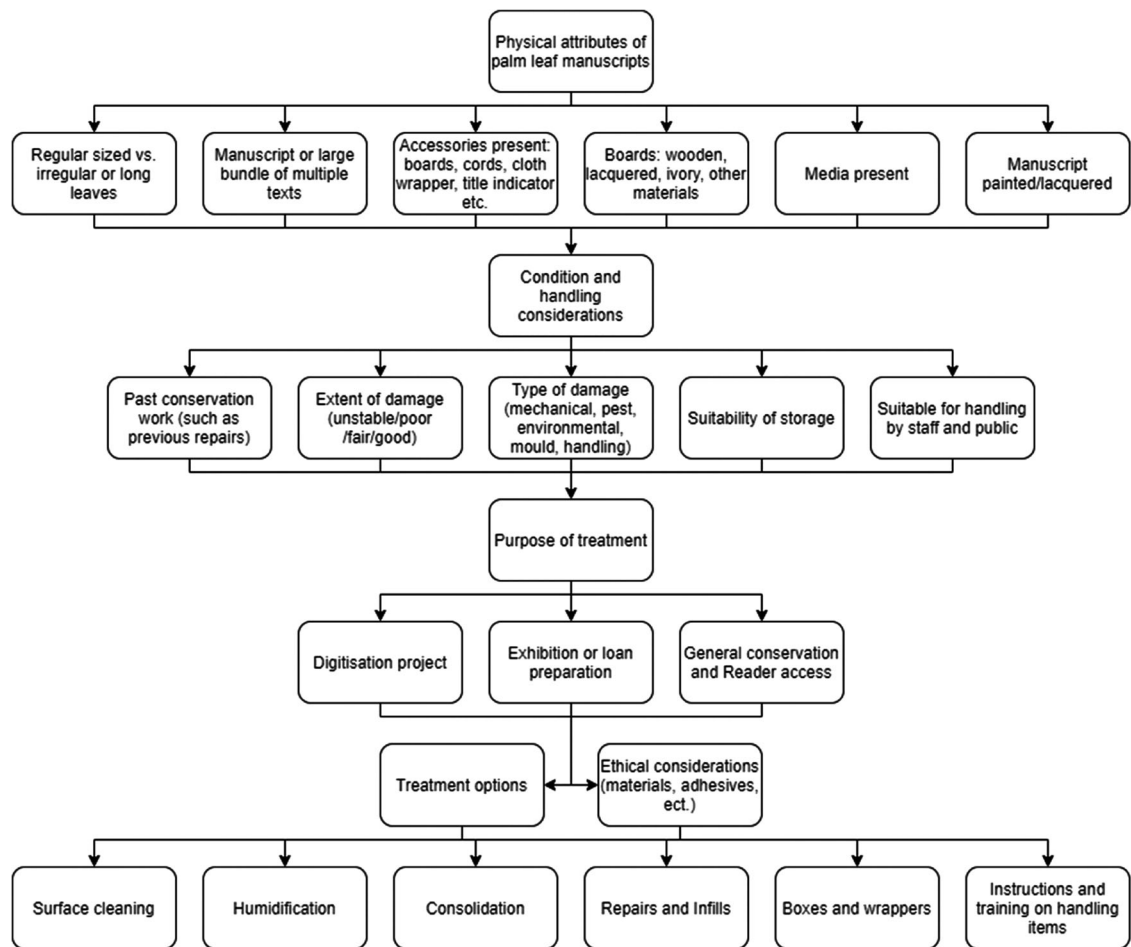 Physical attributes of
palm leaf manuscripts
Regular sized vs.
irregular or long
leaves
Manuscript or large
bundle of multiple
texts
Accessories present:
boards, cords, cloth
wrapper, title indicator
etc.
Boards: wooden,
lacquered, ivory, other
materials
Media present
Manuscript
painted/lacquered
Condition and
handling
considerations
Past conservation
work (such as
previous repairs)
Extent of damage
(unstable/poor
/fair/good)
Type of damage
(mechanical, pest,
environmental,
mould, handling)
Suitability of storage
Suitable for handling
by staff and public
Purpose of treatment
Digitisation project
Exhibition or loan
preparation
General conservation
and Reader access
Treatment options
Ethical considerations
(materials, adhesives,
ect.)
Surface cleaning
Humidification
Consolidation
Repairs and Infills
Boxes and wrappers
Instructions and
training on handling
items